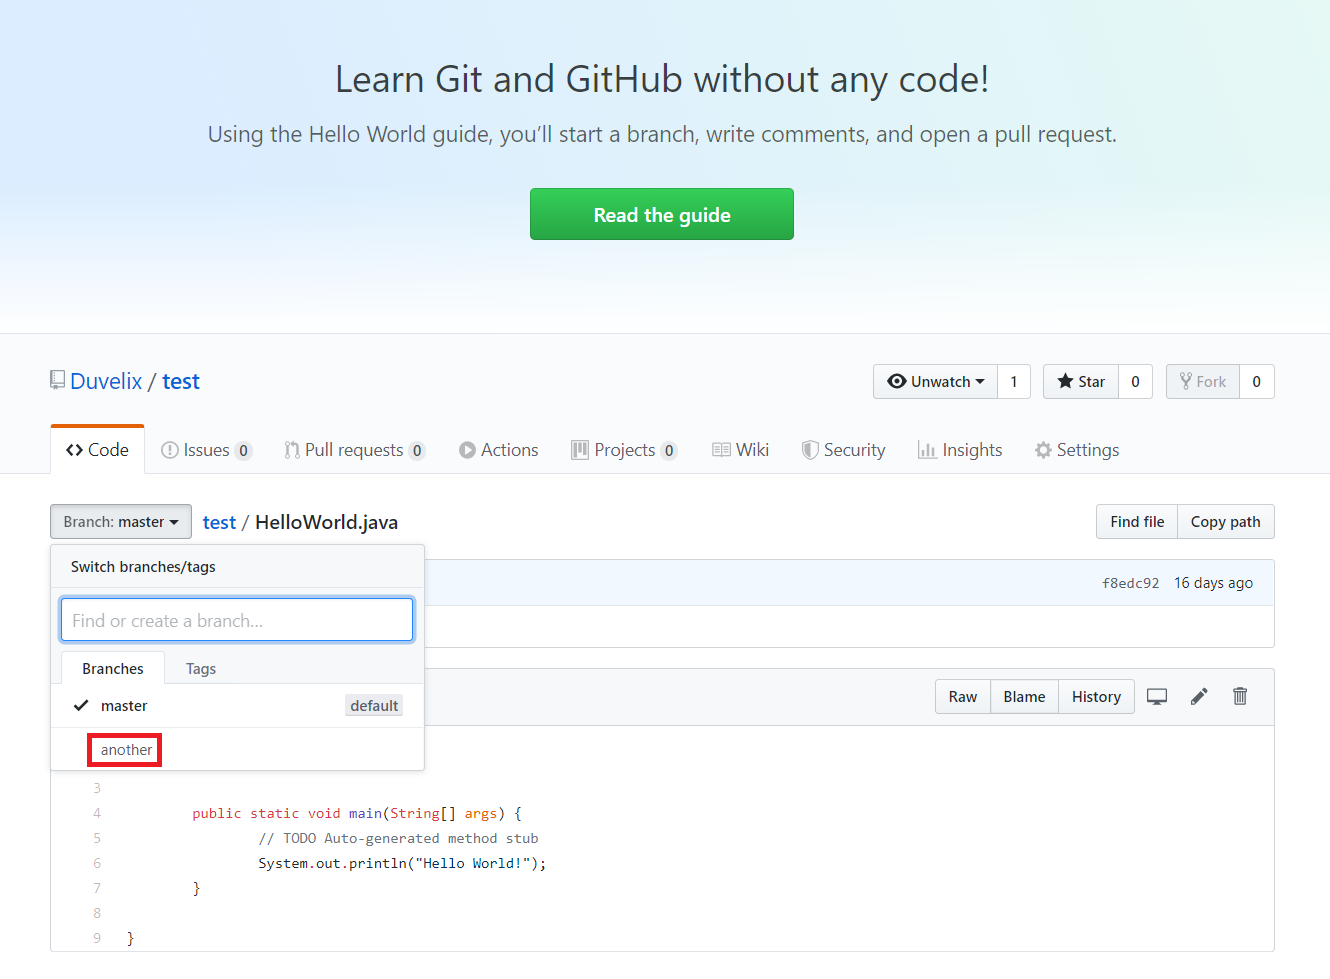 Learn Git and GitHub without any code!
Using the Hello World guide, you’ll start a branch, write comments, and open a pull request.
Read the guide
Duvelix / test
Unwatch 1 Star 0 Fork 0
<> Code Issues 0 Pull requests 0 Actions Projects 0 Wiki Security Insights Settings
Branch: master test / HelloWorld.java Find file Copy path
Switch branches/tags
f8edc92 16 days ago
Find or create a branch...
Branches Tags
master default
Raw Blame History
another
3
4 public static void main(String[] args) {
5 // TODO Auto-generated method stub
6 System.out.println("Hello World!");
7 }
8
9 }